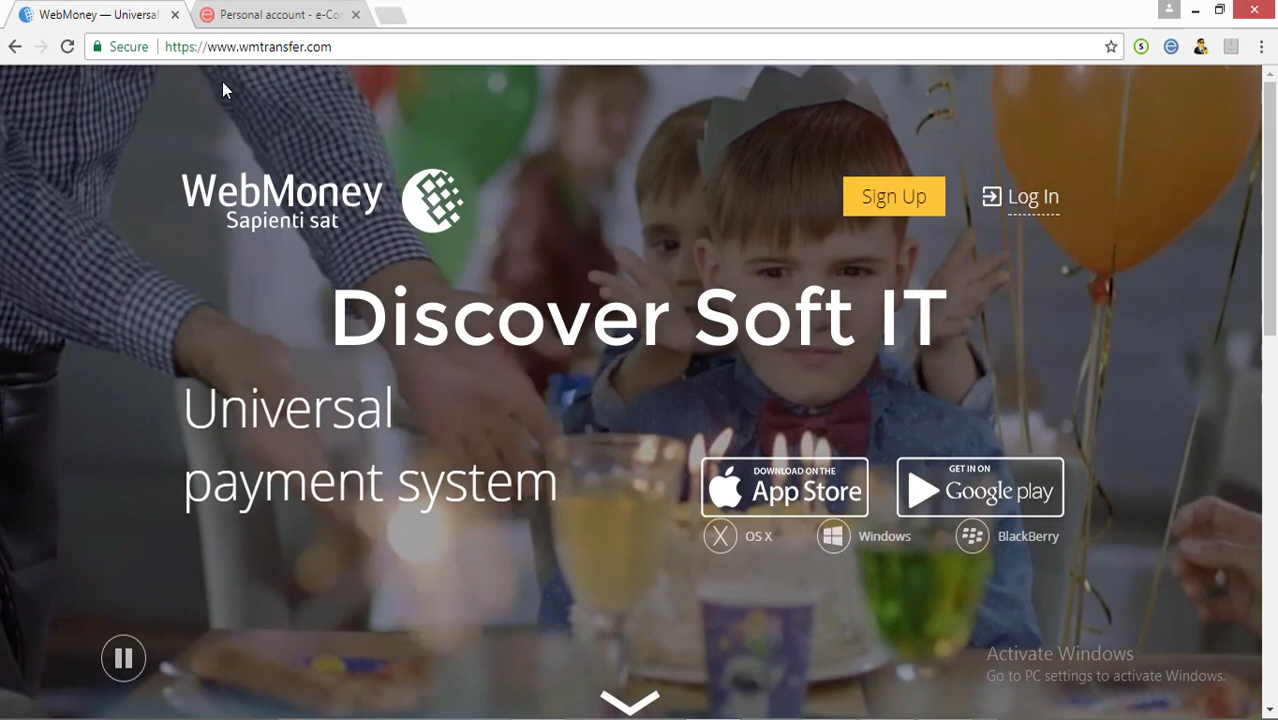 WebMoney — Universal
Personal account - e-Co
Secure
https://www.wmtransfer.com
WebMoney
Sapienti sat
Sign Up
Log In
Discover Soft IT
Universal
payment system
DOWNLOAD ON THE
App Store
GET IN ON
Google play
OS X
Windows
BlackBerry
Activate Windows
Go to PC settings to activate Windows.